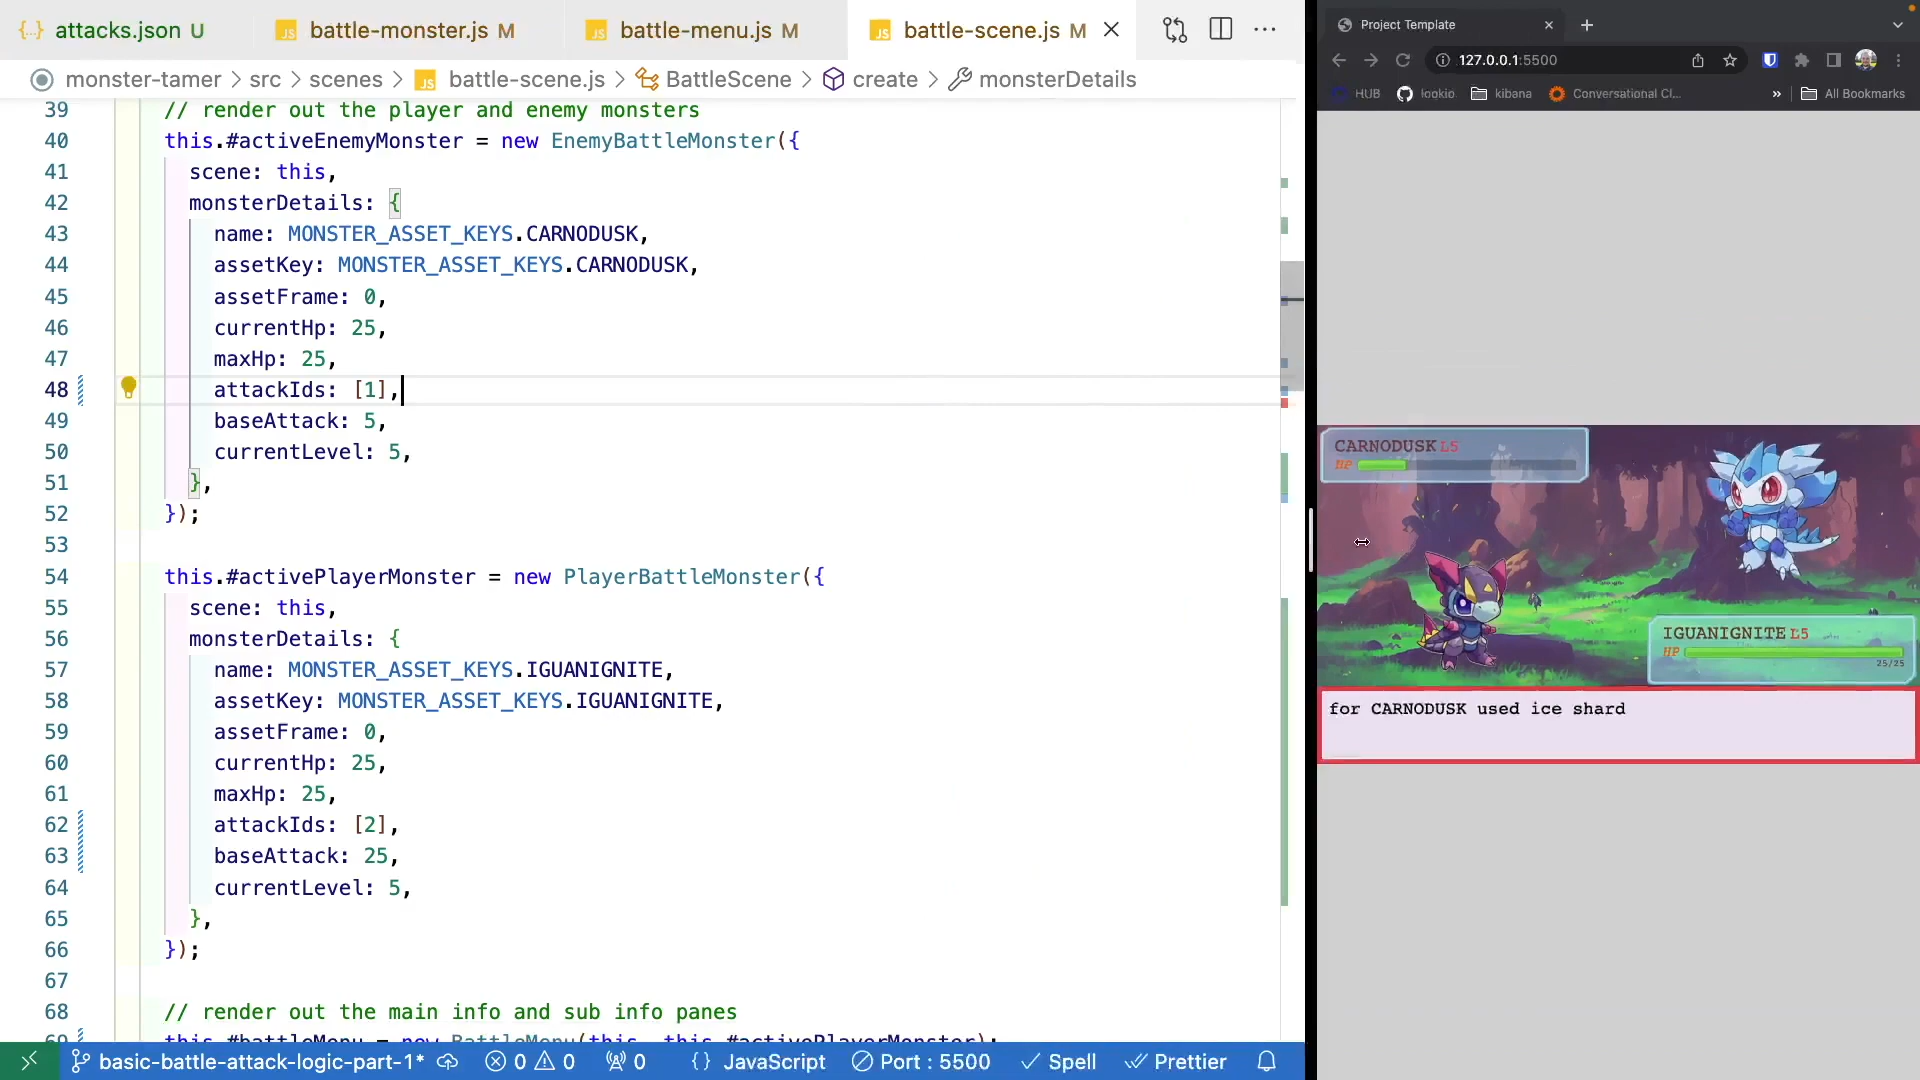 attacks.json U
battle-monster.js M
battle-menu.js M
battle-scene.js M
monster-tamer > src > scenes > battle-scene.js > BattleScene > create > monsterDetails
39 // render out the player and enemy monsters
40 this.#activeEnemyMonster = new EnemyBattleMonster({
41 scene: this,
42 monsterDetails: {
43 name: MONSTER_ASSET_KEYS.CARNODUSK,
44 assetKey: MONSTER_ASSET_KEYS.CARNODUSK,
45 assetFrame: 0,
46 currentHp: 25,
47 maxHp: 25,
48 attackIds: [1],
49 baseAttack: 5,
50 currentLevel: 5,
51 },
52 });
53
54 this.#activePlayerMonster = new PlayerBattleMonster({
55 scene: this,
56 monsterDetails: {
57 name: MONSTER_ASSET_KEYS.IGUANIGNITE,
58 assetKey: MONSTER_ASSET_KEYS.IGUANIGNITE,
59 assetFrame: 0,
60 currentHp: 25,
61 maxHp: 25,
62 attackIds: [2],
63 baseAttack: 25,
64 currentLevel: 5,
65 },
66 });
67
68 // render out the main info and sub info panes
69 this.#battleMenu = new BattleMenu(this, this.#activePlayerMonster);
basic-battle-attack-logic-part-1* 0 0 0 {} JavaScript Port : 5500 Spell Prettier
Project Template
127.0.0.1:5500
HUB lookio kibana Conversational Cl... » All Bookmarks
CARNODUSK L5
HP
IGUANIGNITE L5
HP
25/25
for CARNODUSK used ice shard